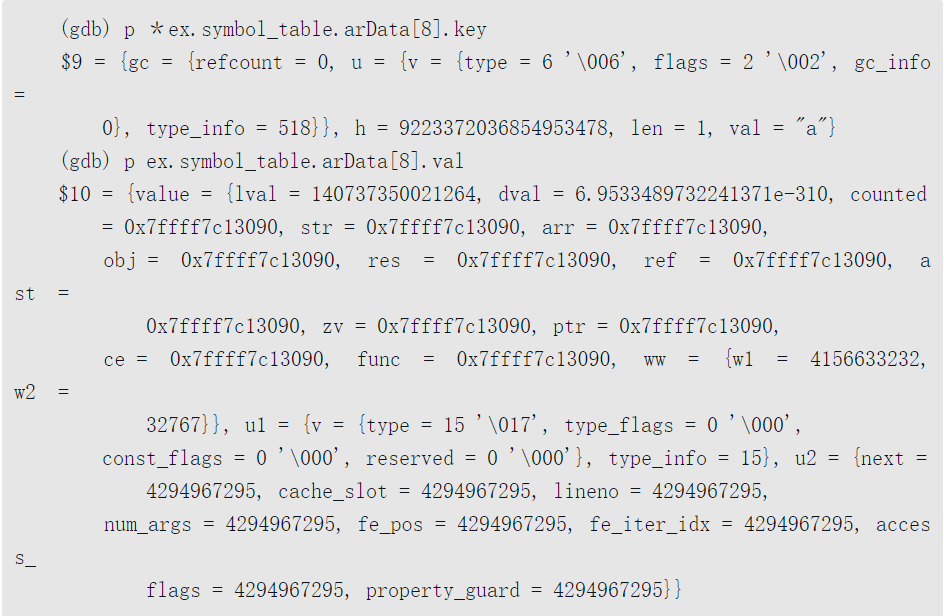 (gdb) p *ex.symbol_table.arData[8].key
$9 = {gc = {refcount = 0, u = {v = {type = 6 '\006', flags = 2 '\002', gc_info
=
0}, type_info = 518}}, h = 9223372036854953478, len = 1, val = "a"}
(gdb) p ex.symbol_table.arData[8].val
$10 = {value = {lval = 140737350021264, dval = 6.9533489732241371e-310, counted
= 0x7ffff7c13090, str = 0x7ffff7c13090, arr = 0x7ffff7c13090,
obj = 0x7ffff7c13090, res = 0x7ffff7c13090, ref = 0x7ffff7c13090, a
st =
0x7ffff7c13090, zv = 0x7ffff7c13090, ptr = 0x7ffff7c13090,
ce = 0x7ffff7c13090, func = 0x7ffff7c13090, ww = {w1 = 4156633232,
w2 =
32767}}, u1 = {v = {type = 15 '\017', type_flags = 0 '\000',
const_flags = 0 '\000', reserved = 0 '\000'}, type_info = 15}, u2 = {next =
4294967295, cache_slot = 4294967295, lineno = 4294967295,
num_args = 4294967295, fe_pos = 4294967295, fe_iter_idx = 4294967295, acces
s_
flags = 4294967295, property_guard = 4294967295}}